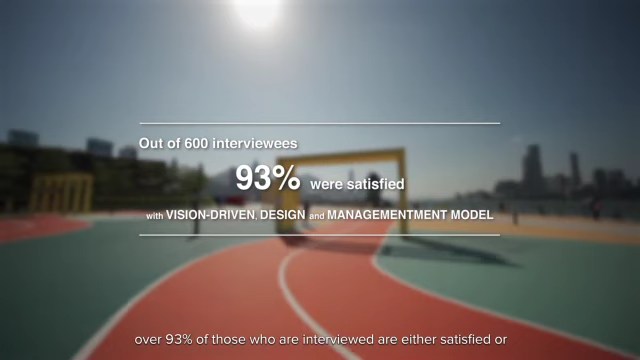 Out of 600 interviewees
93% were satisfied
with VISION-DRIVEN, DESIGN and MANAGEMENTMENT MODEL
over 93% of those who are interviewed are either satisfied or